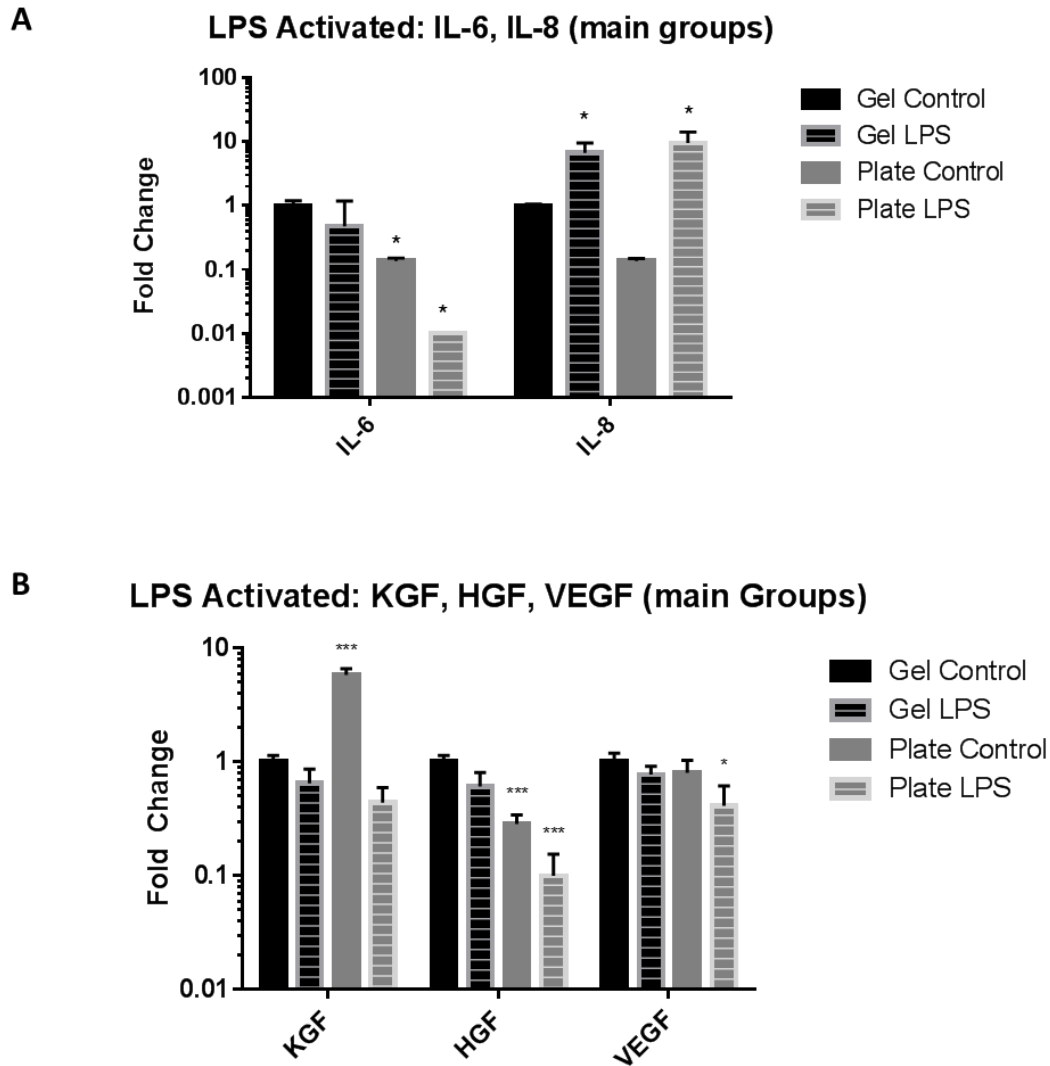 A
LPS Activated: IL-6, IL-8 (main groups)
Fold Change
100
10
1
0.1
0.01
0.001
*
*
*
*
IL-6
IL-8
Gel Control
Gel LPS
Plate Control
Plate LPS
B
LPS Activated: KGF, HGF, VEGF (main Groups)
Fold Change
10
1
0.1
0.01
***
***
***
*
KGF
HGF
VEGF
Gel Control
Gel LPS
Plate Control
Plate LPS